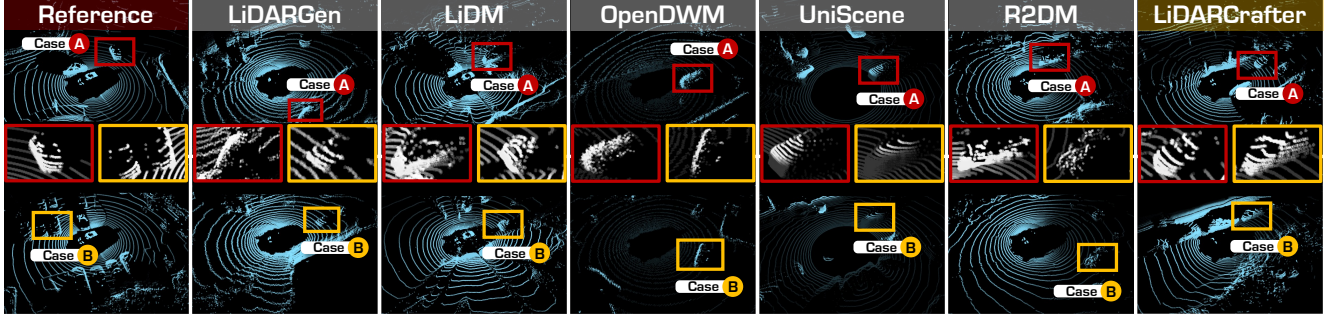 Reference
LiDARGen
LiDM
OpenDWM
UniScene
R2DM
LiDARCrafter
Case A
Case A
Case A
Case A
Case A
Case A
Case A
Case B
Case B
Case B
Case B
Case B
Case B
Case B